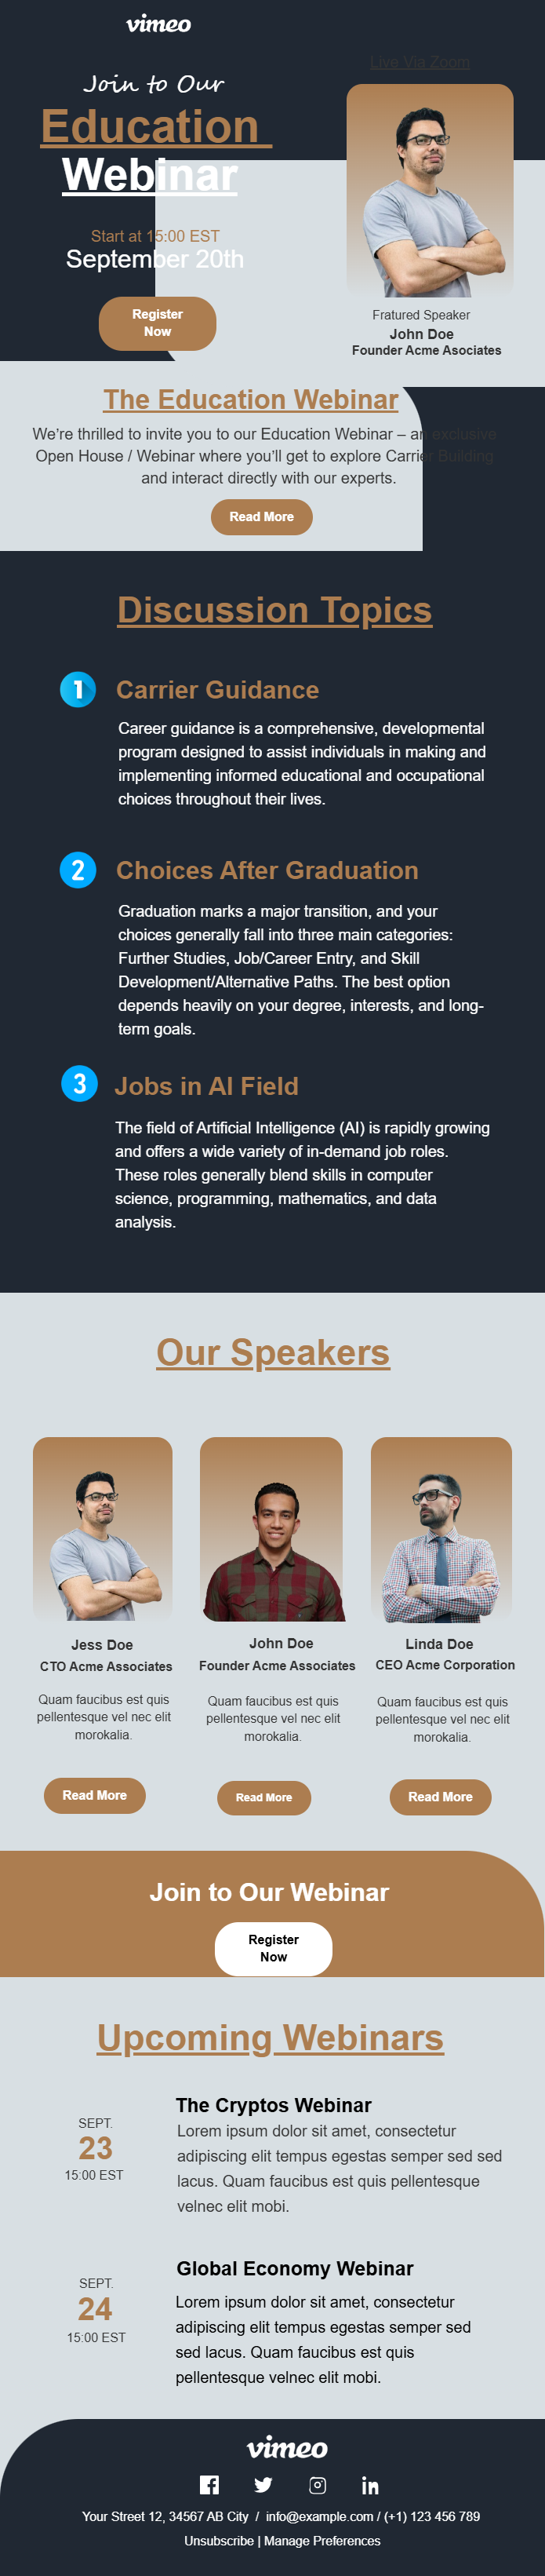 vimeo
Live Via Zoom
Join to Our
Education
Webinar
Start at 15:00 EST
September 20th
Register
Now
Fratured Speaker
John Doe
Founder Acme Asociates
The Education Webinar
We're thrilled to invite you to our Education Webinar – an exclusive
Open House / Webinar where you'll get to explore Carrier Building
and interact directly with our experts.
Read More
Discussion Topics
1 Carrier Guidance
Career guidance is a comprehensive, developmental
program designed to assist individuals in making and
implementing informed educational and occupational
choices throughout their lives.
2 Choices After Graduation
Graduation marks a major transition, and your
choices generally fall into three main categories:
Further Studies, Job/Career Entry, and Skill
Development/Alternative Paths. The best option
depends heavily on your degree, interests, and long-
term goals.
3 Jobs in AI Field
The field of Artificial Intelligence (AI) is rapidly growing
and offers a wide variety of in-demand job roles.
These roles generally blend skills in computer
science, programming, mathematics, and data
analysis.
Our Speakers
Jess Doe
CTO Acme Associates
Quam faucibus est quis
pellentesque vel nec elit
morokalia.
Read More
John Doe
Founder Acme Associates
Quam faucibus est quis
pellentesque vel nec elit
morokalia.
Read More
Linda Doe
CEO Acme Corporation
Quam faucibus est quis
pellentesque vel nec elit
morokalia.
Read More
Join to Our Webinar
Register
Now
Upcoming Webinars
SEPT.
23
15:00 EST
The Cryptos Webinar
Lorem ipsum dolor sit amet, consectetur
adipiscing elit tempus egestas semper sed sed
lacus. Quam faucibus est quis pellentesque
velnec elit mobi.
SEPT.
24
15:00 EST
Global Economy Webinar
Lorem ipsum dolor sit amet, consectetur
adipiscing elit tempus egestas semper sed
sed lacus. Quam faucibus est quis
pellentesque velnec elit mobi.
vimeo
Your Street 12, 34567 AB City / info@example.com / (+1) 123 456 789
Unsubscribe | Manage Preferences